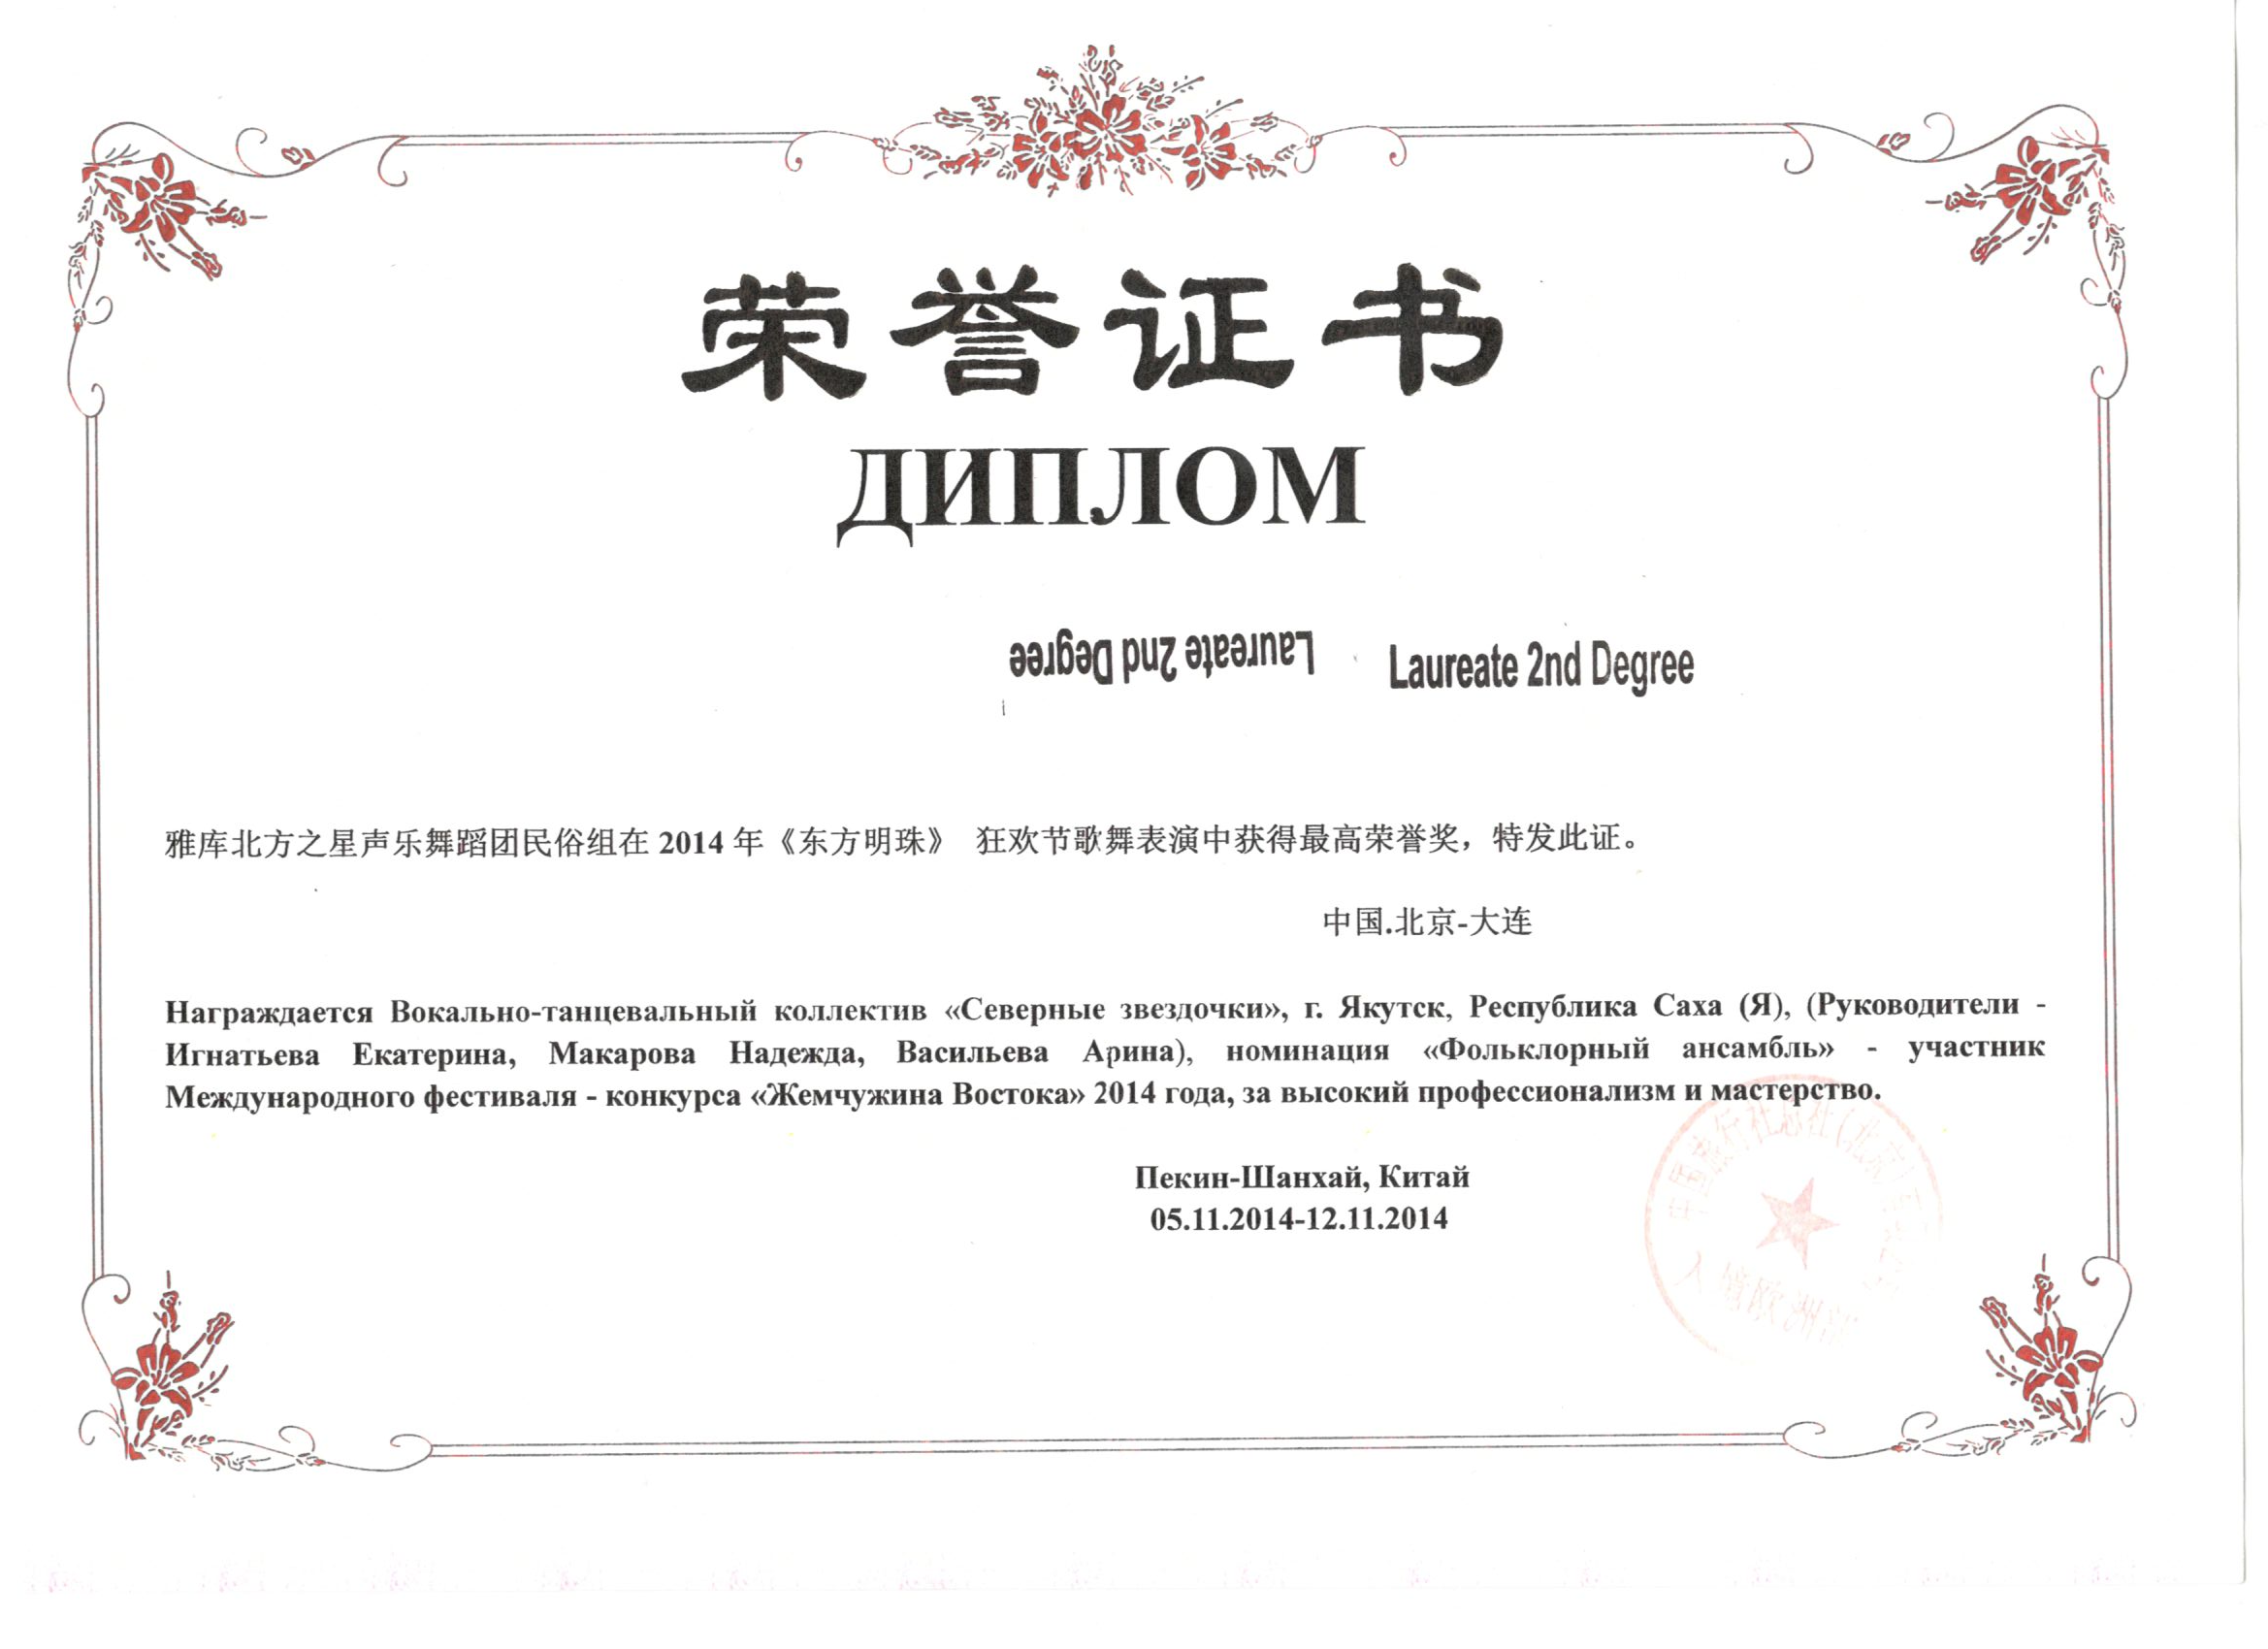 荣誉证书
ДИПЛОМ
Laureate 2nd Degree Laureate 2nd Degree
雅库北方之星声乐舞蹈团民俗组在 2014 年《东方明珠》 狂欢节歌舞表演中获得最高荣誉奖，特发此证。
中国.北京-大连
Награждается Вокально-танцевальный коллектив «Северные звездочки», г. Якутск, Республика Саха (Я), (Руководители -
Игнатьева Екатерина, Макарова Надежда, Васильева Арина), номинация «Фольклорный ансамбль» - участник
Международного фестиваля - конкурса «Жемчужина Востока» 2014 года, за высокий профессионализм и мастерство.
Пекин-Шанхай, Китай
05.11.2014-12.11.2014